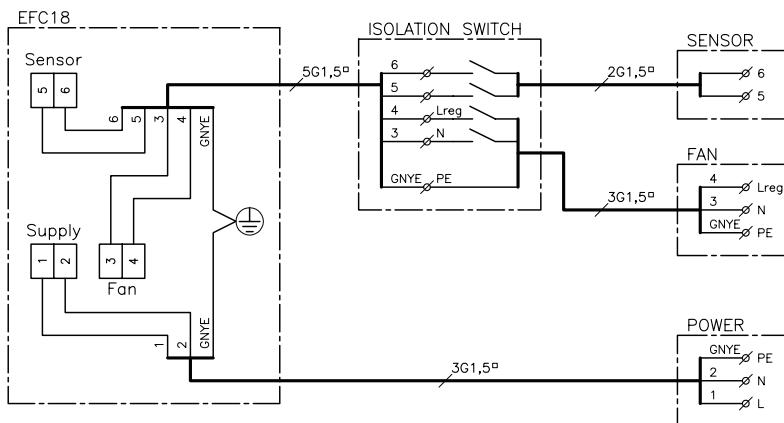 EFC18
ISOLATION SWITCH
SENSOR
Sensor
5 6
6 5 3 4 GNYE
5G1,5¤
6
5
4 Lreg
3 N
GNYE PE
2G1,5¤
6
5
FAN
4 Lreg
3 N
GNYE PE
3G1,5¤
Supply
1 2
3 4
Fan
1 2 GNYE
3G1,5¤
POWER
GNYE PE
2 N
1 L